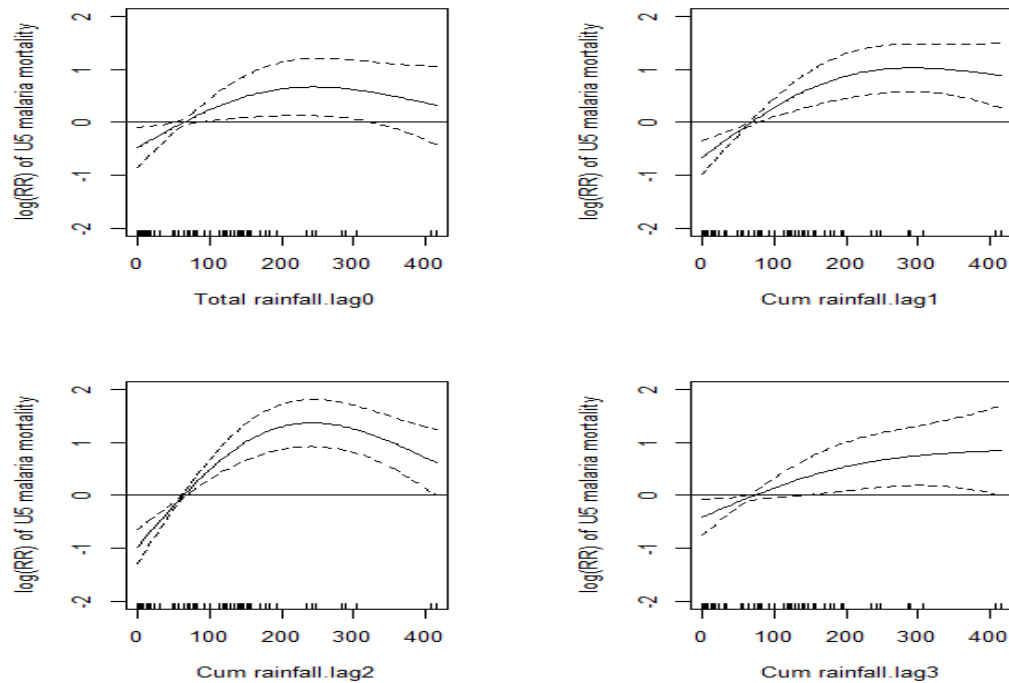 log(RR) of U5 malaria mortality
2
1
0
-1
-2
0 100 200 300 400
Total rainfall.lag0
log(RR) of U5 malaria mortality
2
1
0
-1
-2
0 100 200 300 400
Cum rainfall.lag1
log(RR) of U5 malaria mortality
2
1
0
-1
-2
0 100 200 300 400
Cum rainfall.lag2
log(RR) of U5 malaria mortality
2
1
0
-1
-2
0 100 200 300 400
Cum rainfall.lag3